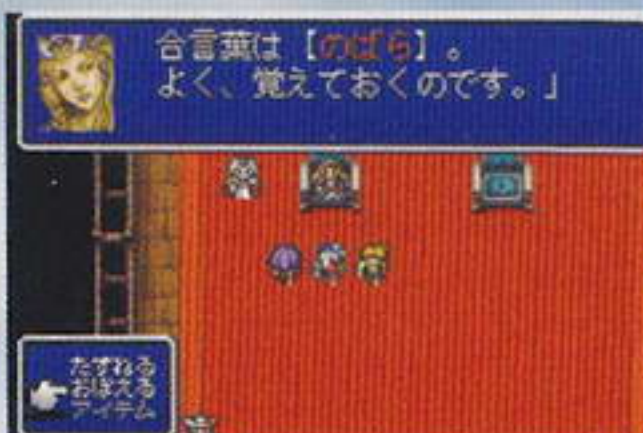 合言葉は【のばら】。
よく、覚えておくのです。」
たずねる
おぼえる
アイテム